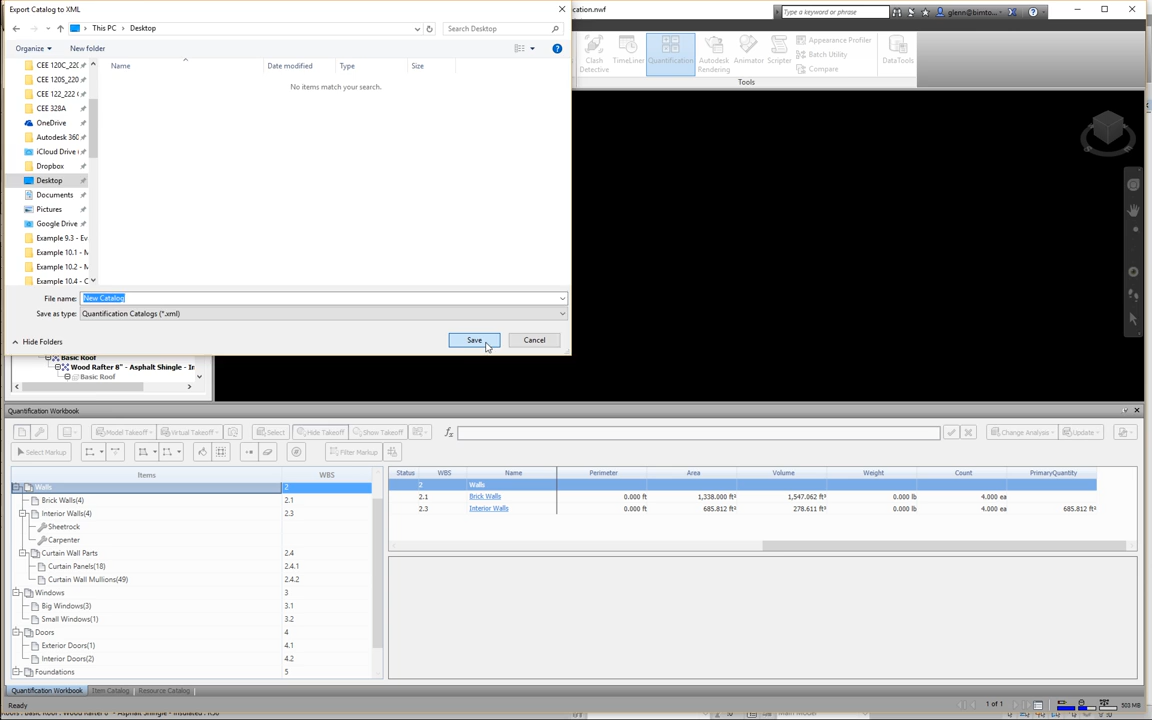 Export Catalog to XML
cation.nwf
Type a keyword or phrase
glenn@bimto...
This PC > Desktop
Search Desktop
Organize
New folder
Name
Date modified
Type
Size
No items match your search.
CEE 120C_22C
CEE 120S_220
CEE 122_222
CEE 328A
OneDrive
Autodesk 360
iCloud Drive
Dropbox
Desktop
Documents
Pictures
Google Drive
Example 9.3 - Ev
Example 10.1 - M
Example 10.2 - M
Example 10.4 - C
File name: New Catalog
Save as type: Quantification Catalogs (*.xml)
Hide Folders
Save
Cancel
Clash Detective
TimeLiner
Quantification
Autodesk Rendering
Animator
Scripter
Appearance Profiler
Batch Utility
Compare
DataTools
Tools
Basic Roof
Wood Rafter 8" - Asphalt Shingle - In
Basic Roof
Quantification Workbook
Model Takeoff
Virtual Takeoff
Select
Hide Takeoff
Show Takeoff
fx
Change Analysis
Update
Select Markup
Filter Markup
Items WBS
Walls 2
Brick Walls(4) 2.1
Interior Walls(4) 2.3
Sheetrock
Carpenter
Curtain Wall Parts 2.4
Curtain Panels(18) 2.4.1
Curtain Wall Mullions(49) 2.4.2
Windows 3
Big Windows(3) 3.1
Small Windows(1) 3.2
Doors 4
Exterior Doors(1) 4.1
Interior Doors(2) 4.2
Foundations 5
Status WBS Name Perimeter Area Volume Weight Count PrimaryQuantity
2 Walls
2.1 Brick Walls 0.000 ft 1,338.000 ft² 1,547.062 ft³ 0.000 lb 4.000 ea
2.3 Interior Walls 0.000 ft 685.812 ft² 278.611 ft³ 0.000 lb 4.000 ea 685.812 ft²
Quantification Workbook
Item Catalog
Resource Catalog
Ready
1 of 1
503 MB